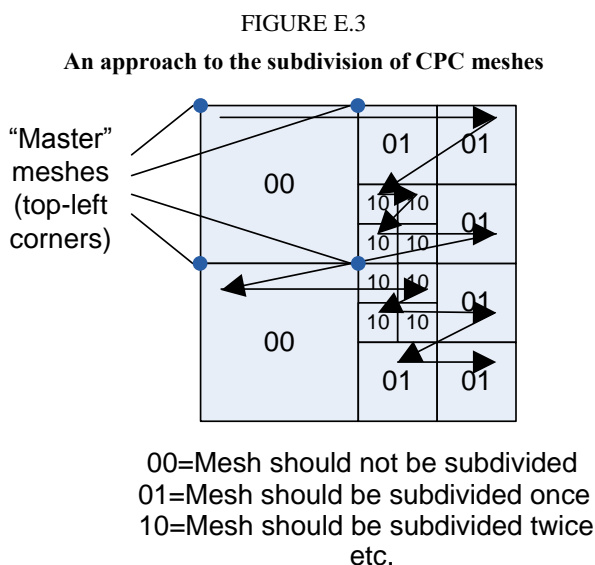 FIGURE E.3
An approach to the subdivision of CPC meshes
“Master”
meshes
(top-left
corners)
00
01
01
10 10
10 10
01
00
10 10
10 10
01
01
01
00=Mesh should not be subdivided
01=Mesh should be subdivided once
10=Mesh should be subdivided twice
etc.